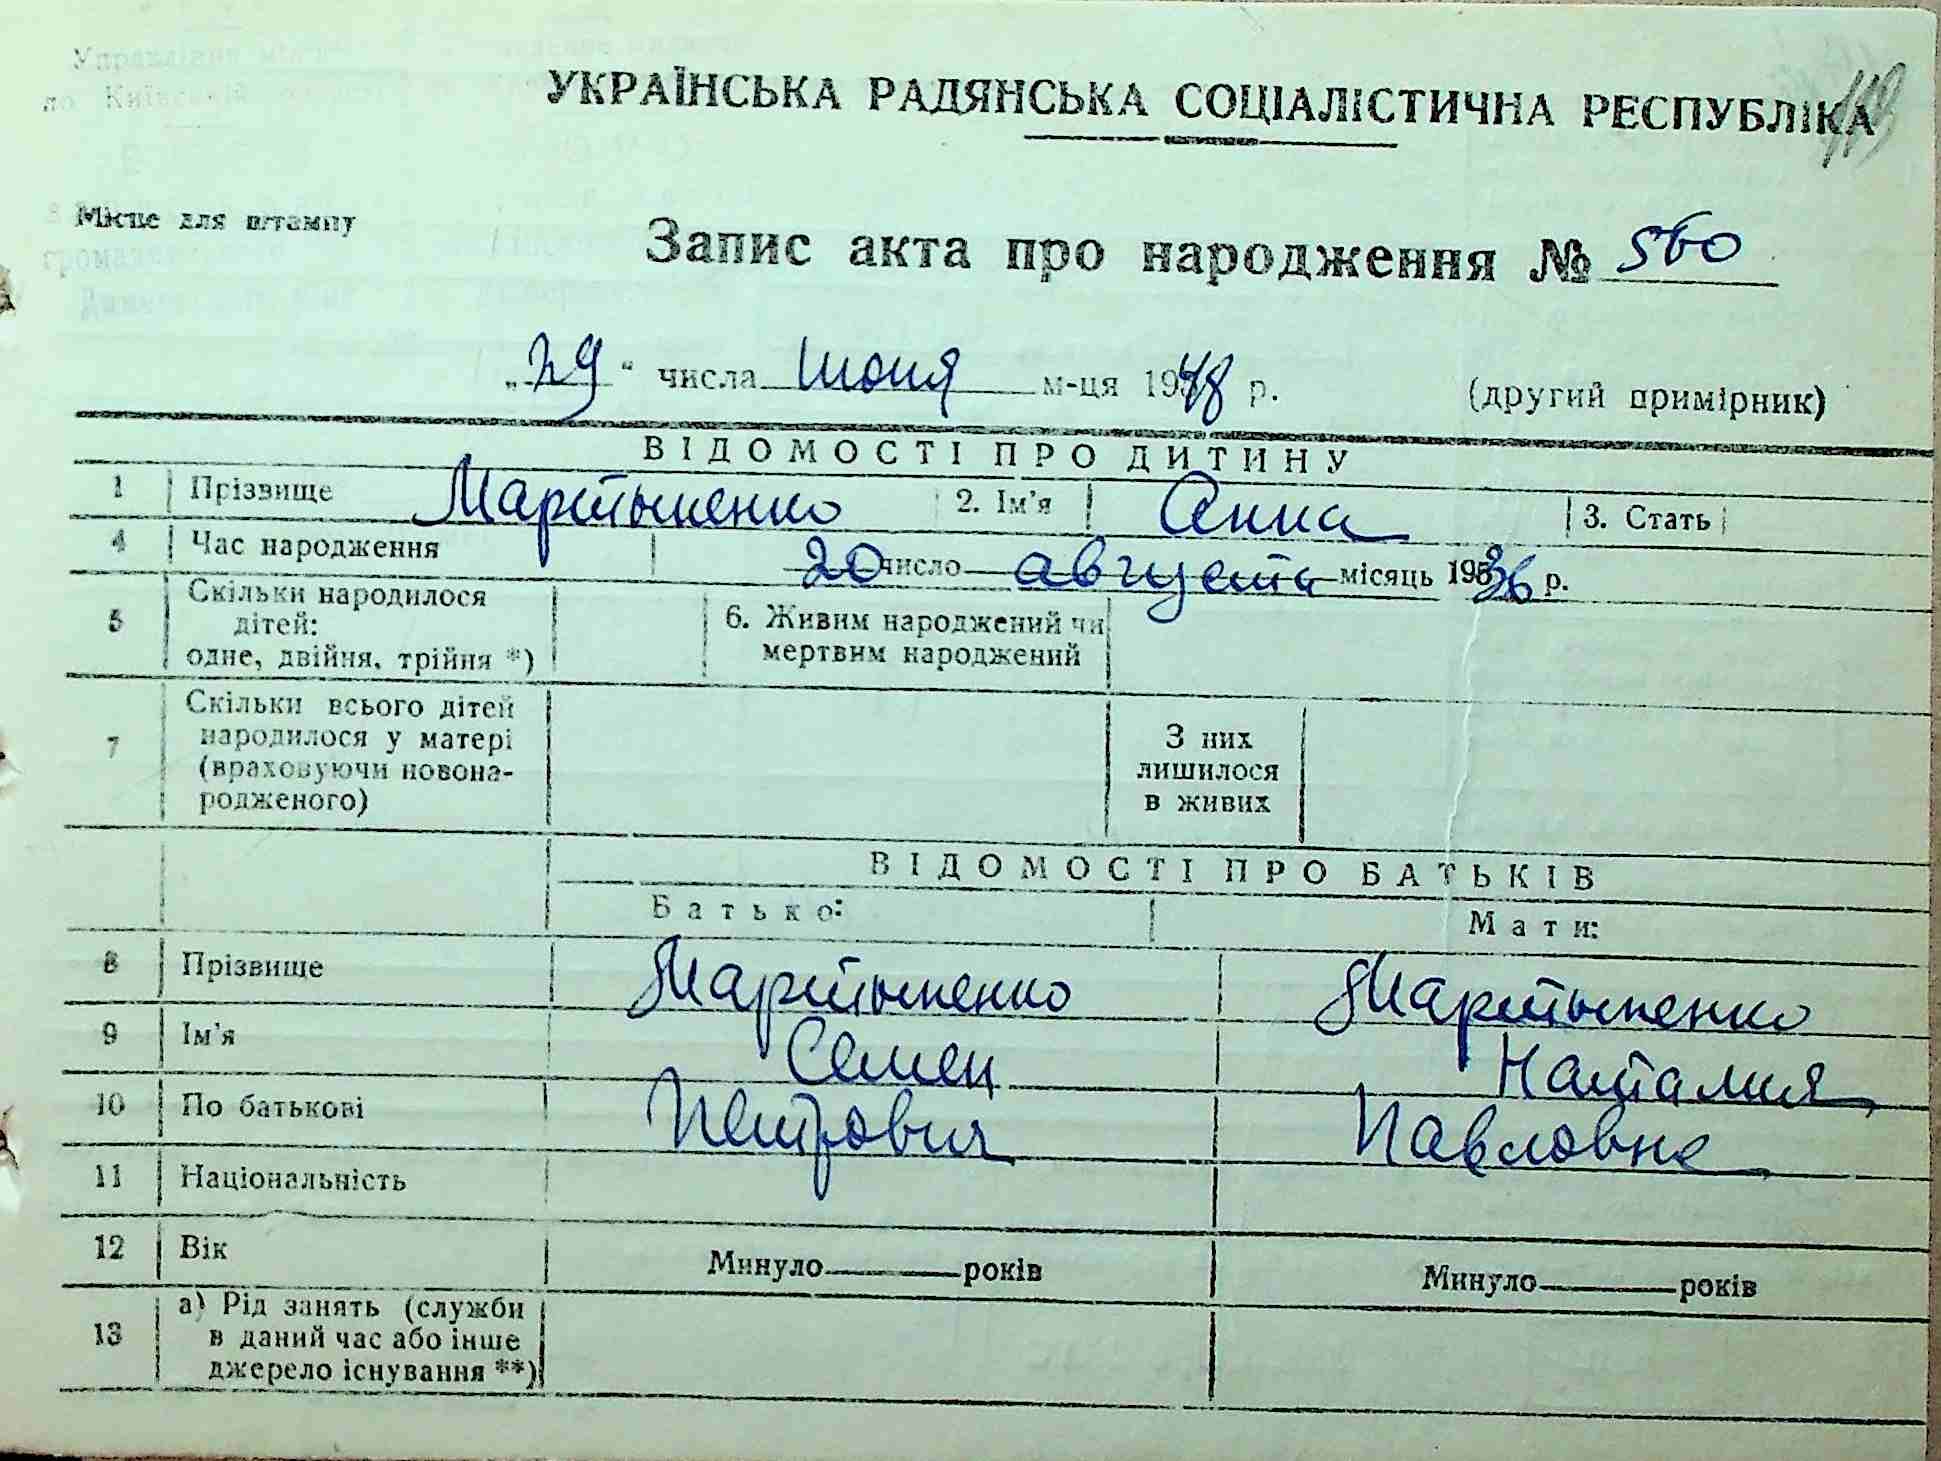 УКРАЇНСЬКА РАДЯНСЬКА СОЦІАЛІСТИЧНА РЕСПУБЛІКА
Місце для штампу
Запис акта про народження № 560
„29“ числа июня м-ця 1948 р. (другий примірник)
ВІДОМОСТІ ПРО ДИТИНУ
1 Прізвище Мартыненко 2. Ім'я Анна 3. Стать
4 Час народження 20 число августа місяць 1936 р.
5 Скільки народилося дітей: одне, двійня, трійня *) 6. Живим народжений чи мертвим народжений
7 Скільки всього дітей народилося у матері (враховуючи новонародженого) З них лишилося в живих
ВІДОМОСТІ ПРО БАТЬКІВ
Батько: Мати:
8 Прізвище Мартыненко Мартыненко
9 Ім'я Семен Наталия
10 По батькові Петрович Павловна
11 Національність
12 Вік Минуло років Минуло років
13 а) Рід занять (служби в даний час або інше джерело існування **)